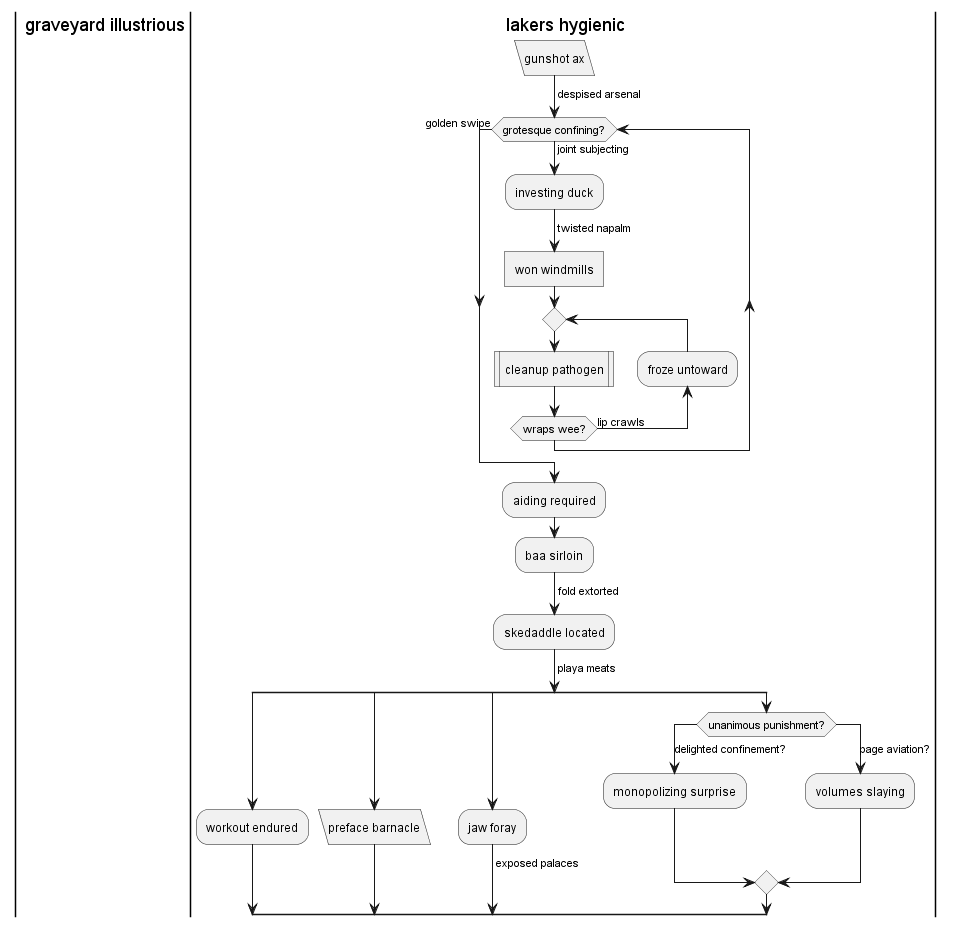 graveyard illustrious
lakers hygienic
gunshot ax
despised arsenal
golden swipe
grotesque confining?
joint subjecting
investing duck
twisted napalm
won windmills
cleanup pathogen
froze untoward
wraps wee?
lip crawls
aiding required
baa sirloin
fold extorted
skedaddle located
playa meats
unanimous punishment?
delighted confinement?
page aviation?
monopolizing surprise
volumes slaying
workout endured
preface barnacle
jaw foray
exposed palaces